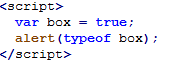 <script>
  var box = true;
  alert(typeof box);
</script>